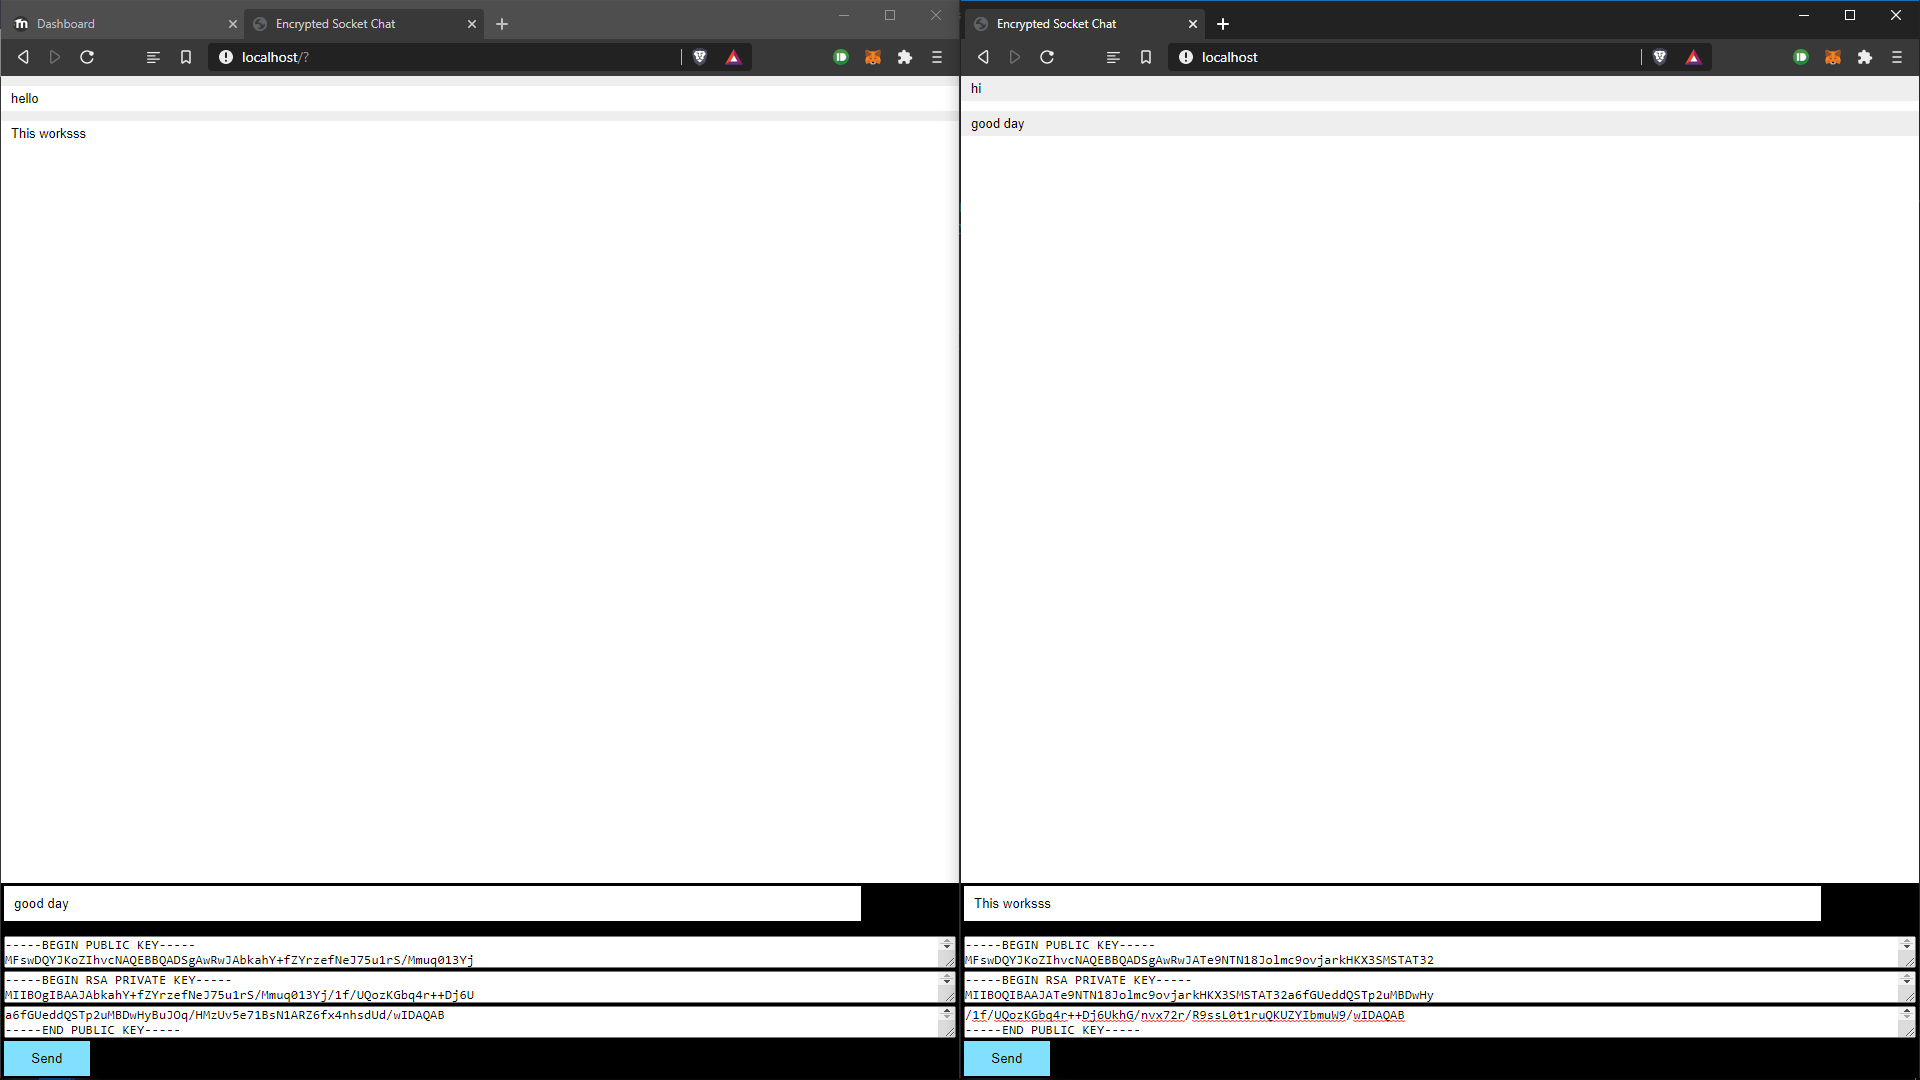 Dashboard
Encrypted Socket Chat
localhost/?
hello
This worksss
good day
-----BEGIN PUBLIC KEY-----
MFswDQYJKoZIhvcNAQEBBQADSgAwRwJAbkahY+fZYrzefNeJ75u1rS/Mmuq013Yj
-----BEGIN RSA PRIVATE KEY-----
MIIBOgIBAAJAbkahY+fZYrzefNeJ75u1rS/Mmuq013Yj/1f/UQozKGbq4r++Dj6U
a6fGUeddQSTp2uMBDwHyBuJOq/HMzUv5e71BsN1ARZ6fx4nhsdUd/wIDAQAB
-----END PUBLIC KEY-----
Send
Encrypted Socket Chat
localhost
hi
good day
This worksss
-----BEGIN PUBLIC KEY-----
MFswDQYJKoZIhvcNAQEBBQADSgAwRwJATe9NTN18Jolmc9ovjarkHKX3SMSTAT32
-----BEGIN RSA PRIVATE KEY-----
MIIBOQIBAAJATe9NTN18Jolmc9ovjarkHKX3SMSTAT32a6fGUeddQSTp2uMBDwHy
/1f/UQozKGbq4r++Dj6UkhG/nvx72r/R9ssL0t1ruQKUZYIbmuW9/wIDAQAB
-----END PUBLIC KEY-----
Send